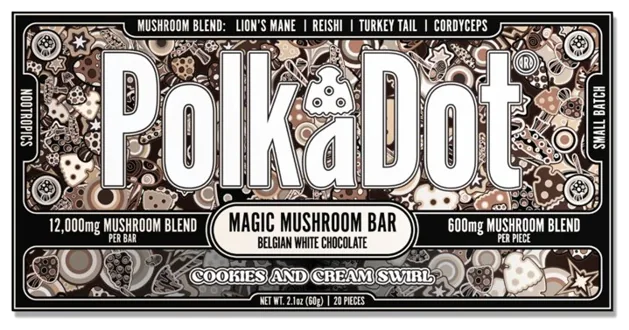 MUSHROOM BLEND: LION'S MANE | REISHI | TURKEY TAIL | CORDYCEPS
PolkaDot®
NOOTROPICS
SMALL BATCH
12,000mg MUSHROOM BLEND
PER BAR
MAGIC MUSHROOM BAR
BELGIAN WHITE CHOCOLATE
600mg MUSHROOM BLEND
PER PIECE
COOKIES AND CREAM SWIRL
NET WT. 2.1oz (60g) | 20 PIECES